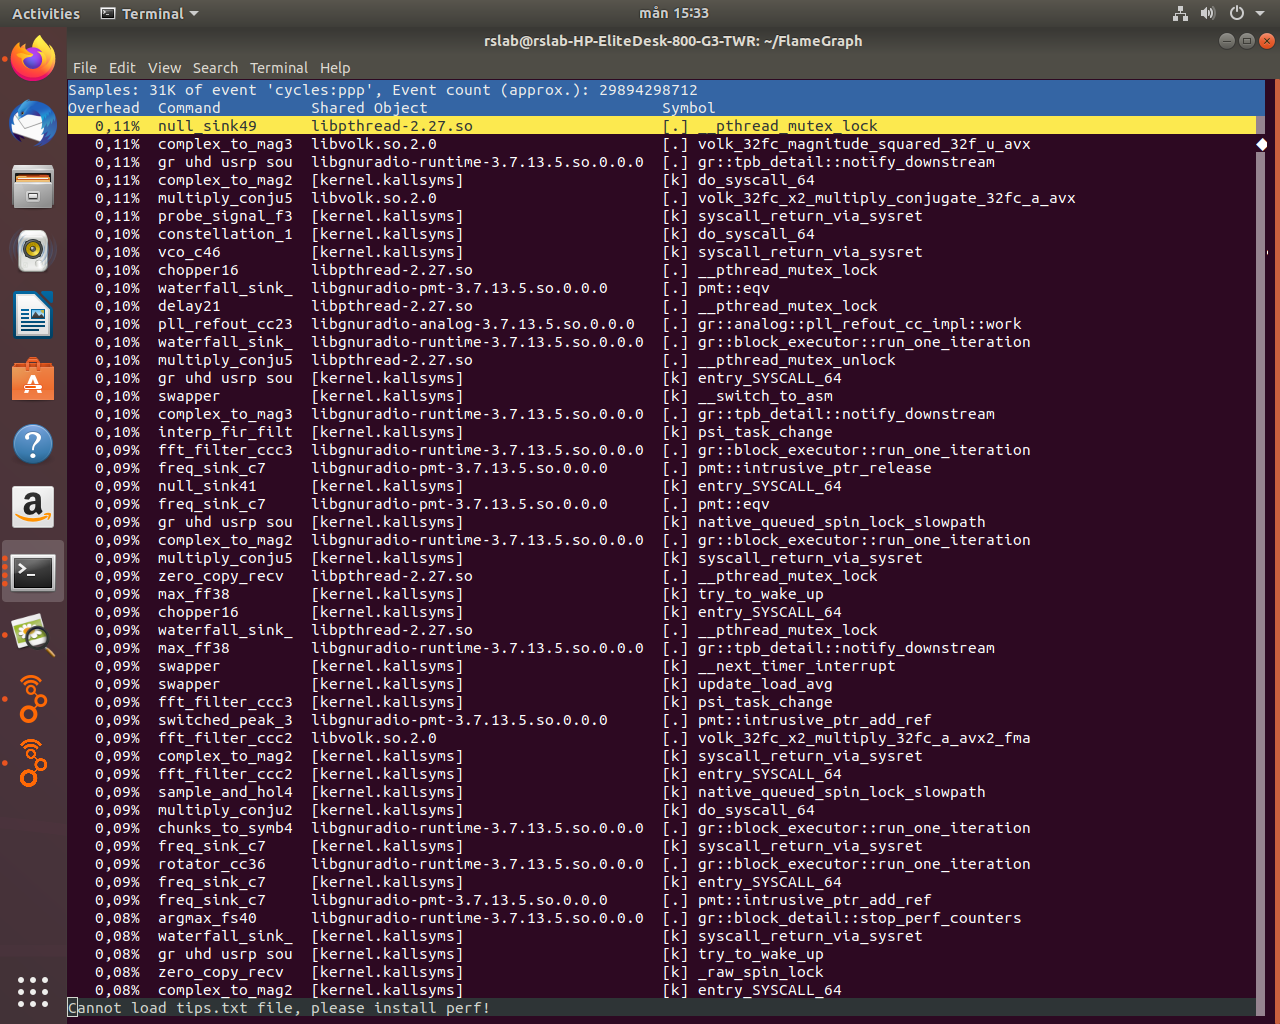 Activities Terminal mån 15:33
rslab@rslab-HP-EliteDesk-800-G3-TWR: ~/FlameGraph
File Edit View Search Terminal Help
Samples: 31K of event 'cycles:ppp', Event count (approx.): 29894298712
Overhead Command Shared Object Symbol
0,11% null_sink49 libpthread-2.27.so [.] __pthread_mutex_lock
0,11% complex_to_mag3 libvolk.so.2.0 [.] volk_32fc_magnitude_squared_32f_u_avx
0,11% gr uhd usrp sou libgnuradio-runtime-3.7.13.5.so.0.0.0 [.] gr::tpb_detail::notify_downstream
0,11% complex_to_mag2 [kernel.kallsyms] [k] do_syscall_64
0,11% multiply_conju5 libvolk.so.2.0 [.] volk_32fc_x2_multiply_conjugate_32fc_a_avx
0,11% probe_signal_f3 [kernel.kallsyms] [k] syscall_return_via_sysret
0,10% constellation_1 [kernel.kallsyms] [k] do_syscall_64
0,10% vco_c46 [kernel.kallsyms] [k] syscall_return_via_sysret
0,10% chopper16 libpthread-2.27.so [.] __pthread_mutex_lock
0,10% waterfall_sink_ libgnuradio-pmt-3.7.13.5.so.0.0.0 [.] pmt::eqv
0,10% delay21 libpthread-2.27.so [.] __pthread_mutex_lock
0,10% pll_refout_cc23 libgnuradio-analog-3.7.13.5.so.0.0.0 [.] gr::analog::pll_refout_cc_impl::work
0,10% waterfall_sink_ libgnuradio-runtime-3.7.13.5.so.0.0.0 [.] gr::block_executor::run_one_iteration
0,10% multiply_conju5 libpthread-2.27.so [.] __pthread_mutex_unlock
0,10% gr uhd usrp sou [kernel.kallsyms] [k] entry_SYSCALL_64
0,10% swapper [kernel.kallsyms] [k] __switch_to_asm
0,10% complex_to_mag3 libgnuradio-runtime-3.7.13.5.so.0.0.0 [.] gr::tpb_detail::notify_downstream
0,10% interp_fir_filt [kernel.kallsyms] [k] psi_task_change
0,09% fft_filter_ccc3 libgnuradio-runtime-3.7.13.5.so.0.0.0 [.] gr::block_executor::run_one_iteration
0,09% freq_sink_c7 libgnuradio-pmt-3.7.13.5.so.0.0.0 [.] pmt::intrusive_ptr_release
0,09% null_sink41 [kernel.kallsyms] [k] entry_SYSCALL_64
0,09% freq_sink_c7 libgnuradio-pmt-3.7.13.5.so.0.0.0 [.] pmt::eqv
0,09% gr uhd usrp sou [kernel.kallsyms] [k] native_queued_spin_lock_slowpath
0,09% complex_to_mag2 libgnuradio-runtime-3.7.13.5.so.0.0.0 [.] gr::block_executor::run_one_iteration
0,09% multiply_conju5 [kernel.kallsyms] [k] syscall_return_via_sysret
0,09% zero_copy_recv libpthread-2.27.so [.] __pthread_mutex_lock
0,09% max_ff38 [kernel.kallsyms] [k] try_to_wake_up
0,09% chopper16 [kernel.kallsyms] [k] entry_SYSCALL_64
0,09% waterfall_sink_ libpthread-2.27.so [.] __pthread_mutex_lock
0,09% max_ff38 libgnuradio-runtime-3.7.13.5.so.0.0.0 [.] gr::tpb_detail::notify_downstream
0,09% swapper [kernel.kallsyms] [k] __next_timer_interrupt
0,09% swapper [kernel.kallsyms] [k] update_load_avg
0,09% fft_filter_ccc3 [kernel.kallsyms] [k] psi_task_change
0,09% switched_peak_3 libgnuradio-pmt-3.7.13.5.so.0.0.0 [.] pmt::intrusive_ptr_add_ref
0,09% fft_filter_ccc2 libvolk.so.2.0 [.] volk_32fc_x2_multiply_32fc_a_avx2_fma
0,09% complex_to_mag2 [kernel.kallsyms] [k] syscall_return_via_sysret
0,09% fft_filter_ccc2 [kernel.kallsyms] [k] entry_SYSCALL_64
0,09% sample_and_hol4 [kernel.kallsyms] [k] native_queued_spin_lock_slowpath
0,09% multiply_conju2 [kernel.kallsyms] [k] do_syscall_64
0,09% chunks_to_symb4 libgnuradio-runtime-3.7.13.5.so.0.0.0 [.] gr::block_executor::run_one_iteration
0,09% freq_sink_c7 [kernel.kallsyms] [k] syscall_return_via_sysret
0,09% rotator_cc36 libgnuradio-runtime-3.7.13.5.so.0.0.0 [.] gr::block_executor::run_one_iteration
0,09% freq_sink_c7 [kernel.kallsyms] [k] entry_SYSCALL_64
0,09% freq_sink_c7 libgnuradio-pmt-3.7.13.5.so.0.0.0 [.] pmt::intrusive_ptr_add_ref
0,08% argmax_fs40 libgnuradio-runtime-3.7.13.5.so.0.0.0 [.] gr::block_detail::stop_perf_counters
0,08% waterfall_sink_ [kernel.kallsyms] [k] syscall_return_via_sysret
0,08% gr uhd usrp sou [kernel.kallsyms] [k] try_to_wake_up
0,08% zero_copy_recv [kernel.kallsyms] [k] _raw_spin_lock
0,08% complex_to_mag2 [kernel.kallsyms] [k] entry_SYSCALL_64
Cannot load tips.txt file, please install perf!